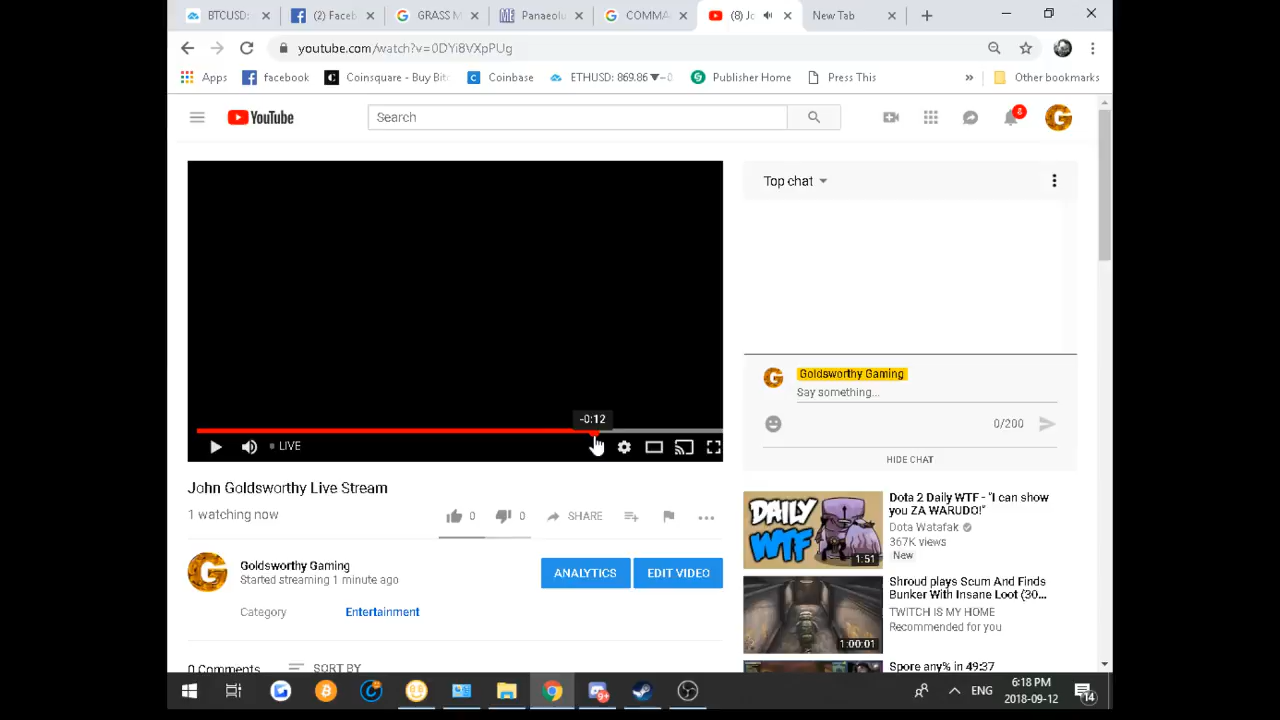 BTCUSD:
(2) Faceb
GRASS M
Panaeolu
COMMA
(8) Jo
New Tab
youtube.com/watch?v=0DYi8VXpPUg
Apps
facebook
Coinsquare - Buy Bitc
Coinbase
ETHUSD: 869.86▼−0
Publisher Home
Press This
»
Other bookmarks
YouTube
Search
8
G
Top chat
-0:12
LIVE
Goldsworthy Gaming
Say something...
0/200
HIDE CHAT
John Goldsworthy Live Stream
1 watching now
0
0
SHARE
Goldsworthy Gaming
Started streaming 1 minute ago
ANALYTICS
EDIT VIDEO
Category
Entertainment
0 Comments
SORT BY
DAILY
WTF
1:51
Dota 2 Daily WTF - "I can show
you ZA WARUDO!"
Dota Watafak
367K views
New
1:00:01
Shroud plays Scum And Finds
Bunker With Insane Loot (30...
TWITCH IS MY HOME
Recommended for you
Spore any% in 49:37
ENG
6:18 PM
2018-09-12
14